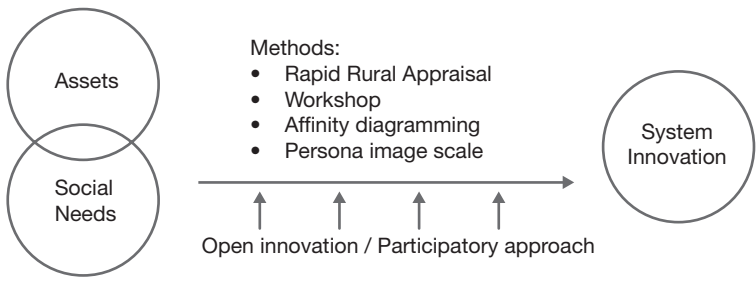 Assets
Social
Needs
Methods:
• Rapid Rural Appraisal
• Workshop
• Affinity diagramming
• Persona image scale
Open innovation / Participatory approach
System
Innovation